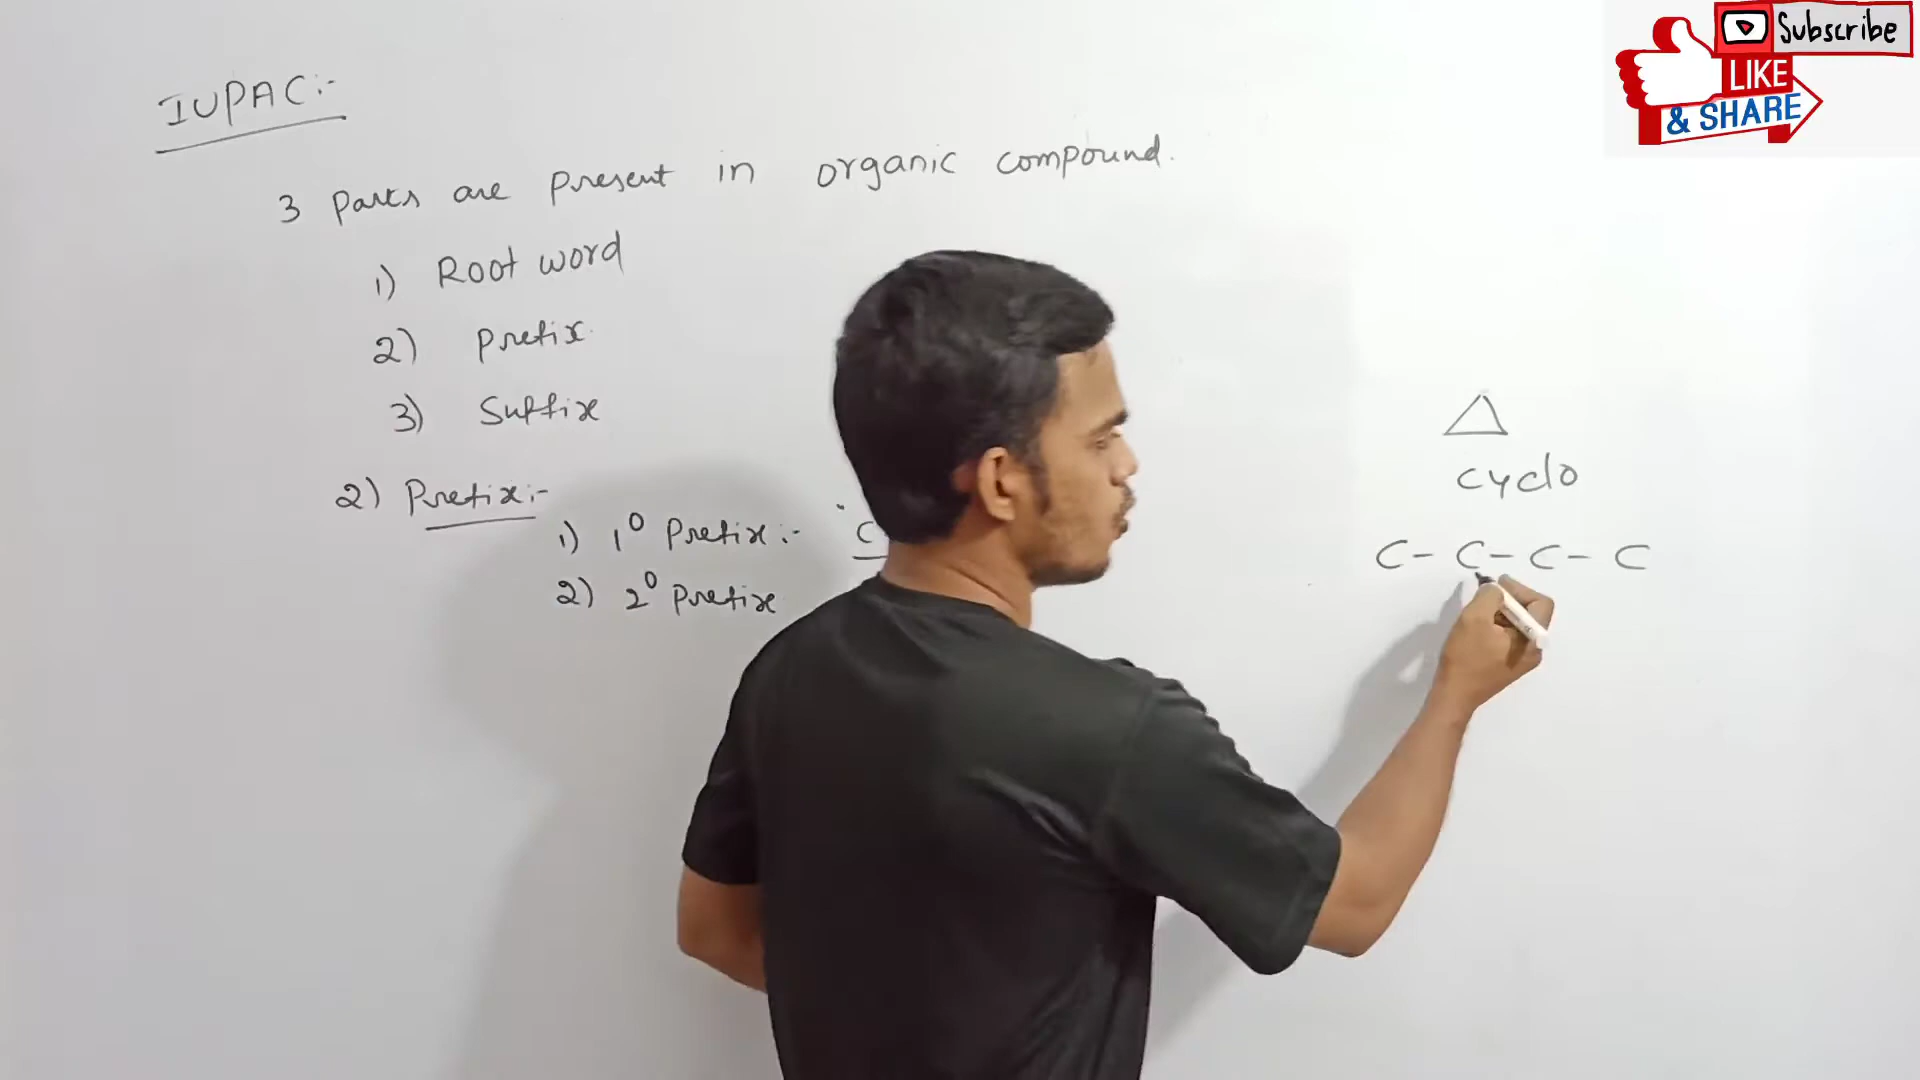 IUPAC:-
3 parts are present in organic compound.
1) Root word
2) Prefix
3) Suffix
2) Prefix:-
1) 1° Prefix:- "C
2) 2° Prefix
cyclo
C - C - C - C
Subscribe
LIKE
& SHARE